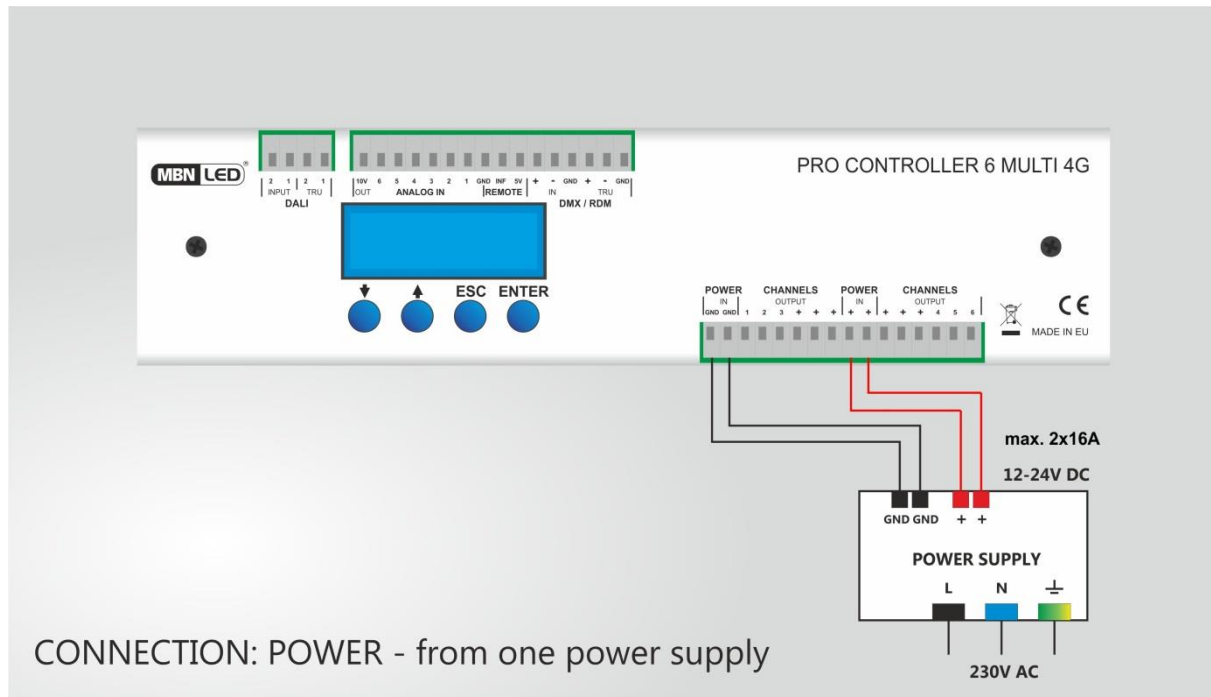 MBN LED®
PRO CONTROLLER 6 MULTI 4G
2 1 2 1
INPUT TRU
DALI
10V 6 5 4 3 2 1 GND INF 5V + - GND + - GND
OUT ANALOG IN REMOTE IN TRU
DMX / RDM
ESC ENTER
POWER CHANNELS POWER CHANNELS
IN OUTPUT IN OUTPUT
GND GND 1 2 3 + + + + + + + + 4 5 6
CE
MADE IN EU
max. 2x16A
12-24V DC
GND GND + +
POWER SUPPLY
L N
230V AC
CONNECTION: POWER - from one power supply